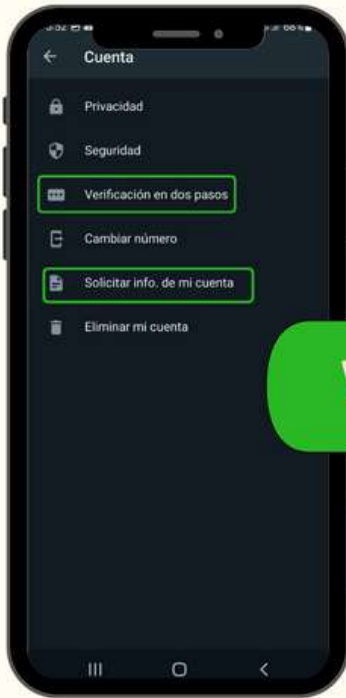 Cuenta
Privacidad
Seguridad
Verificación en dos pasos
Cambiar número
Solicitar info. de mi cuenta
Eliminar mi cuenta